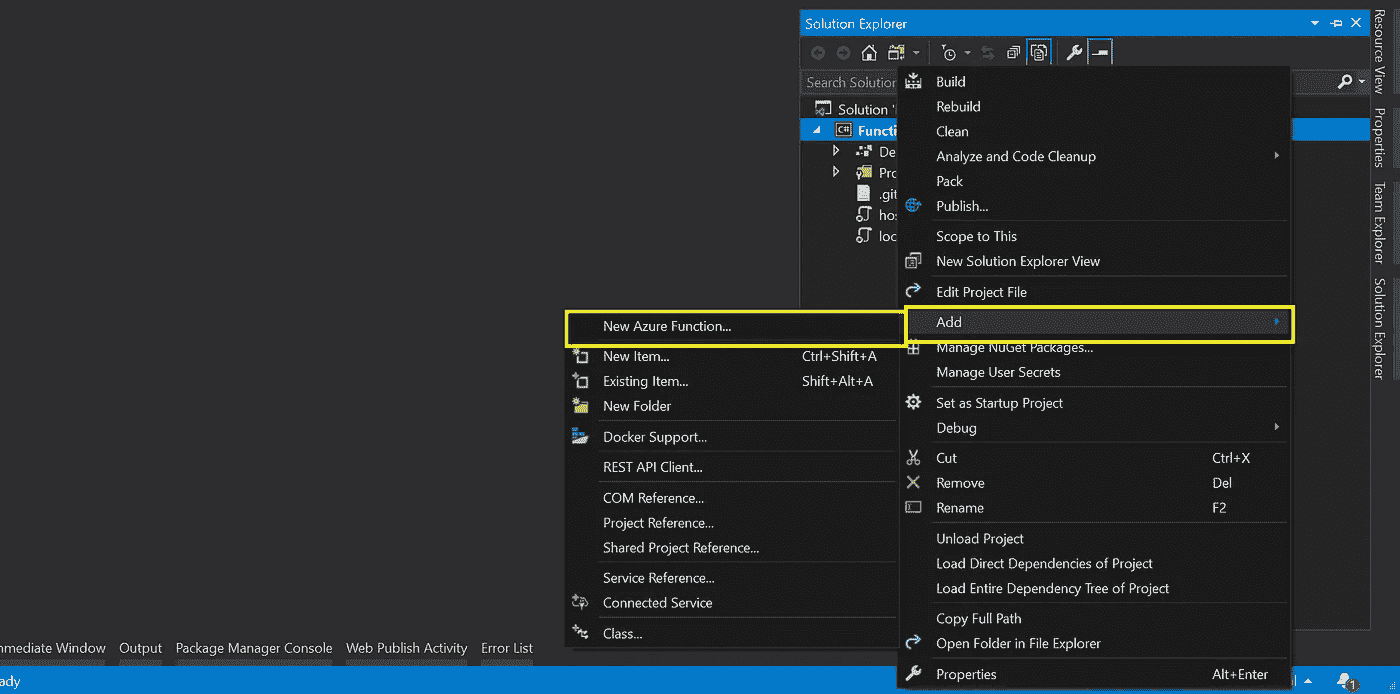 Solution Explorer
Search Solution
Solution '
Functi
De
Pro
.git
hos
loc
Build
Rebuild
Clean
Analyze and Code Cleanup
Pack
Publish...
Scope to This
New Solution Explorer View
Edit Project File
Add
Manage NuGet Packages...
Manage User Secrets
Set as Startup Project
Debug
Cut Ctrl+X
Remove Del
Rename F2
Unload Project
Load Direct Dependencies of Project
Load Entire Dependency Tree of Project
Copy Full Path
Open Folder in File Explorer
Properties Alt+Enter
New Azure Function...
New Item... Ctrl+Shift+A
Existing Item... Shift+Alt+A
New Folder
Docker Support...
REST API Client...
COM Reference...
Project Reference...
Shared Project Reference...
Service Reference...
Connected Service
Class...
Resource View
Properties
Team Explorer
Solution Explorer
mmediate Window Output Package Manager Console Web Publish Activity Error List
ady
1